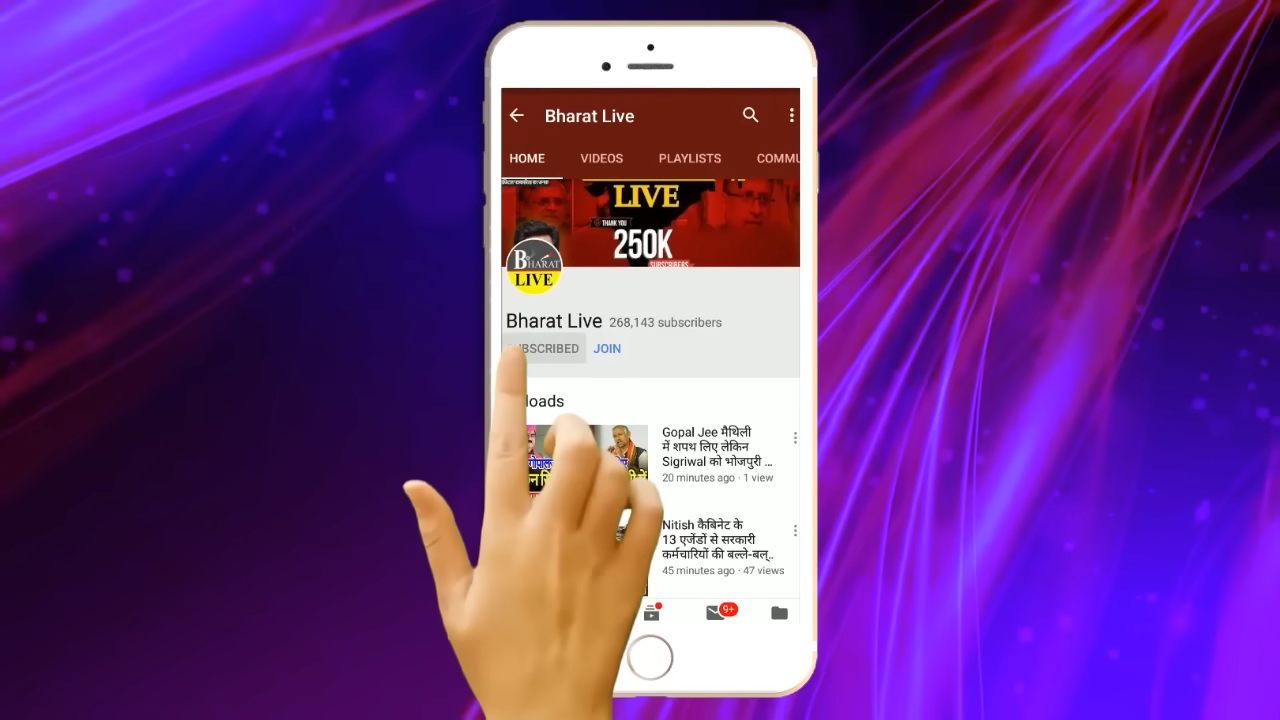 Bharat Live
HOME VIDEOS PLAYLISTS COMMU
LIVE
THANK YOU
250K
SUBSCRIBERS
BHARAT
LIVE
Bharat Live 268,143 subscribers
BSCRIBED JOIN
loads
Gopal Jee मैथिली
में शपथ लिए लेकिन
Sigriwal को भोजपुरी ...
20 minutes ago · 1 view
Nitish कैबिनेट के
13 एजेंडों से सरकारी
कर्मचारियों की बल्ले-बल्..
45 minutes ago · 47 views
9+